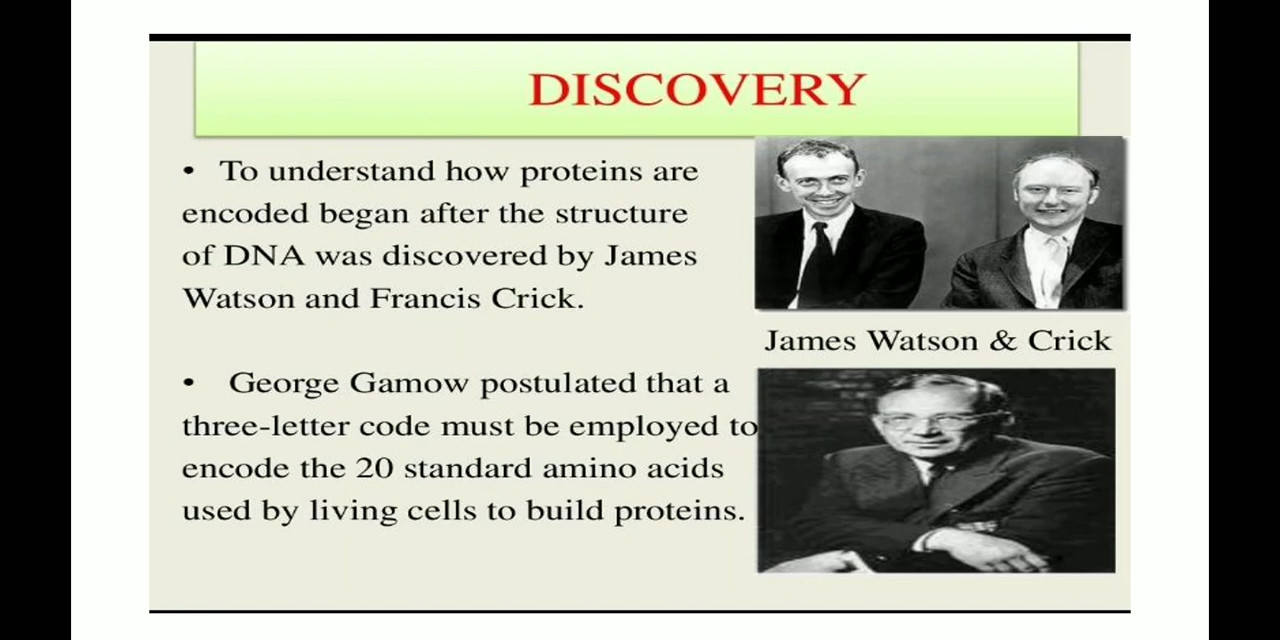 DISCOVERY
• To understand how proteins are
encoded began after the structure
of DNA was discovered by James
Watson and Francis Crick.
James Watson & Crick
• George Gamow postulated that a
three-letter code must be employed to
encode the 20 standard amino acids
used by living cells to build proteins.